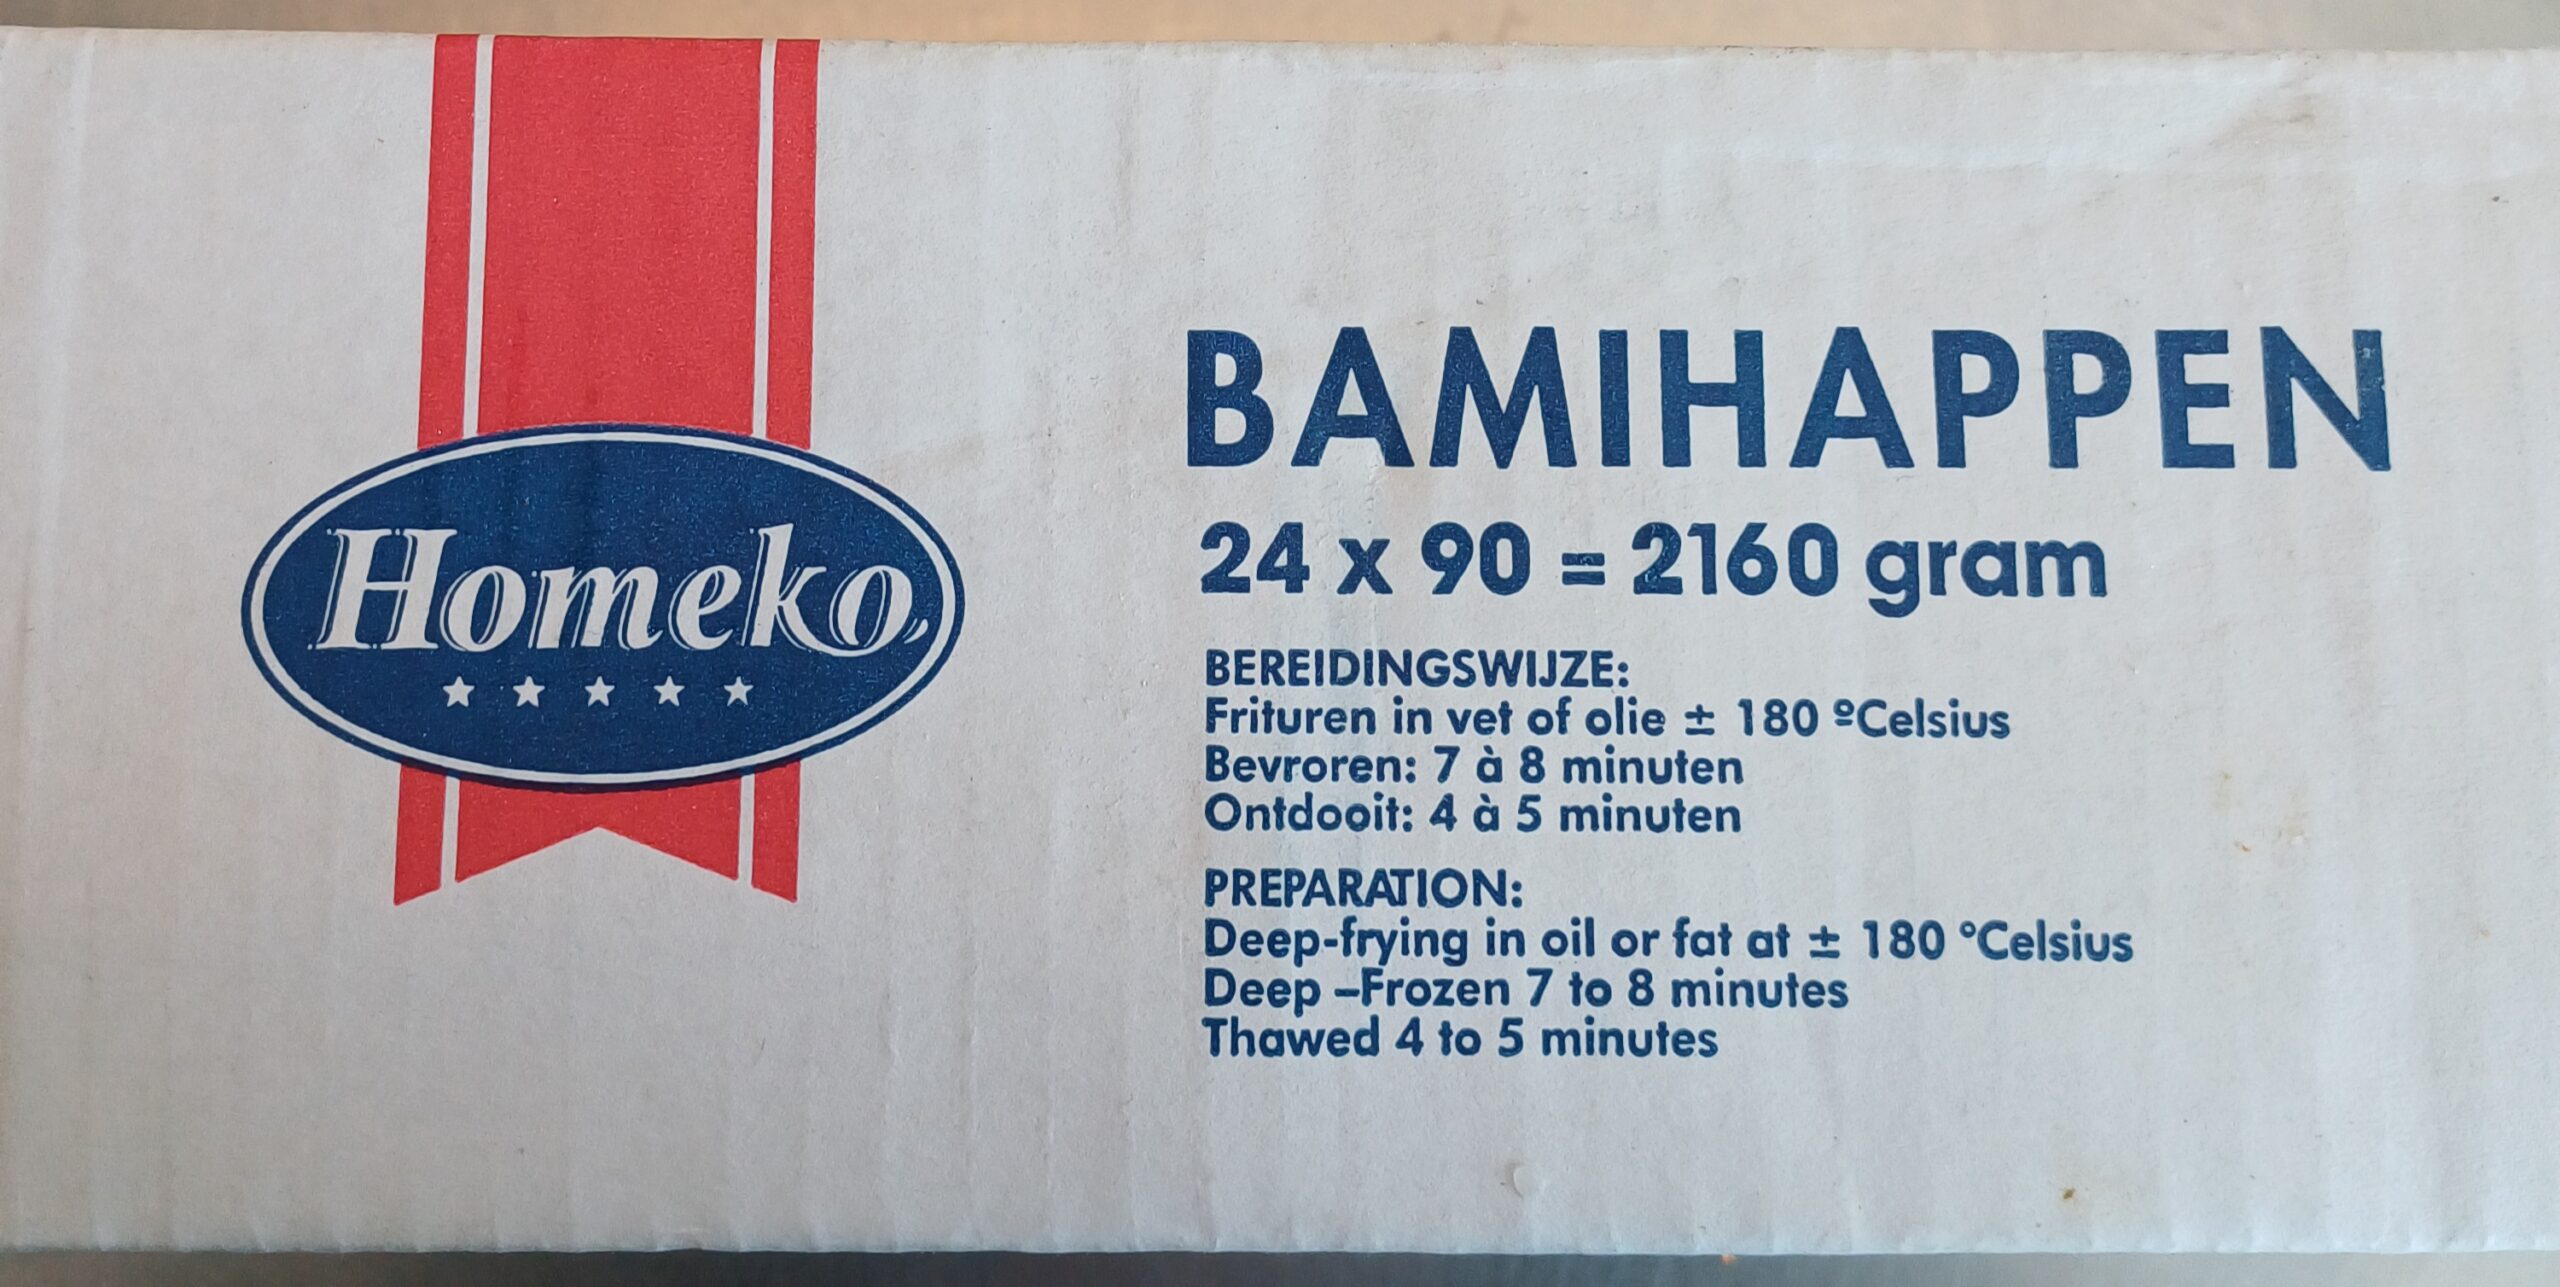 Homeko
BAMIHAPPEN
24 x 90 = 2160 gram
BEREIDINGSWIJZE:
Frituren in vet of olie ± 180 ºCelsius
Bevroren: 7 à 8 minuten
Ontdooit: 4 à 5 minuten
PREPARATION:
Deep-frying in oil or fat at ± 180 °Celsius
Deep –Frozen 7 to 8 minutes
Thawed 4 to 5 minutes